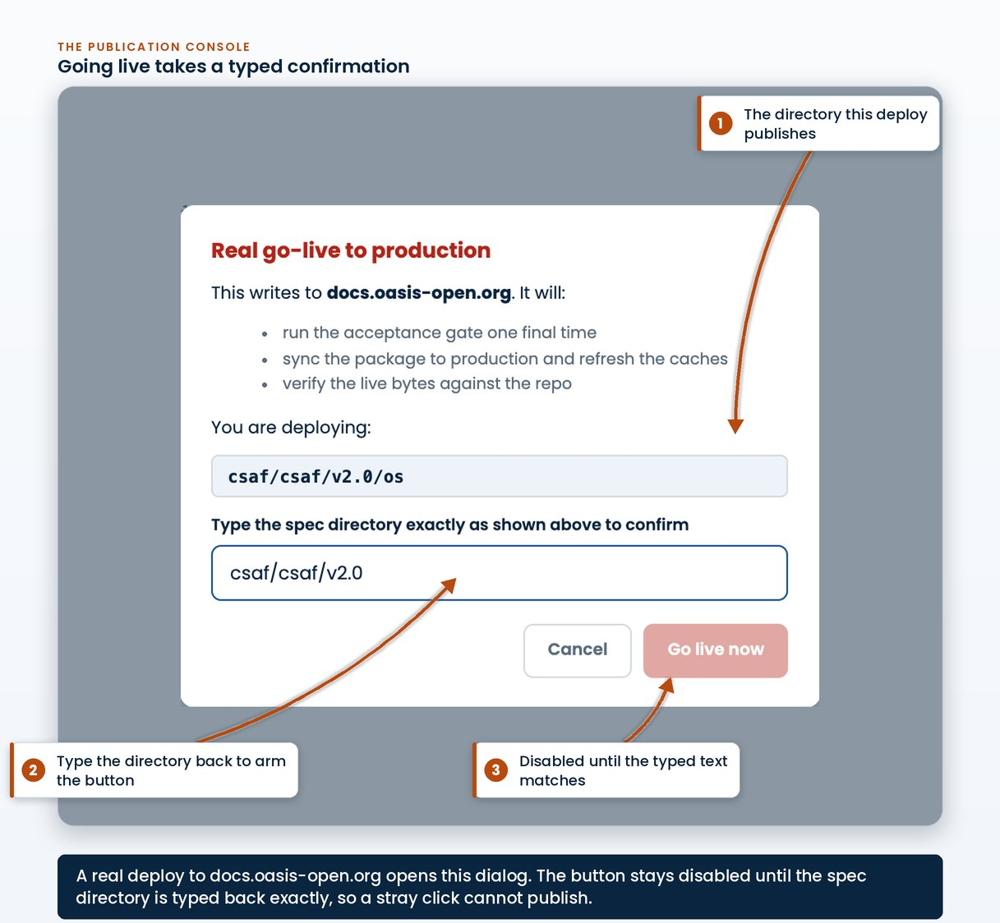 THE PUBLICATION CONSOLE
Going live takes a typed confirmation
1
The directory this deploy
publishes
Real go-live to production
This writes to docs.oasis-open.org. It will:
• run the acceptance gate one final time
• sync the package to production and refresh the caches
• verify the live bytes against the repo
You are deploying:
csaf/csaf/v2.0/os
Type the spec directory exactly as shown above to confirm
csaf/csaf/v2.0
Cancel
Go live now
2
Type the directory back to arm
the button
3
Disabled until the typed text
matches
A real deploy to docs.oasis-open.org opens this dialog. The button stays disabled until the spec
directory is typed back exactly, so a stray click cannot publish.